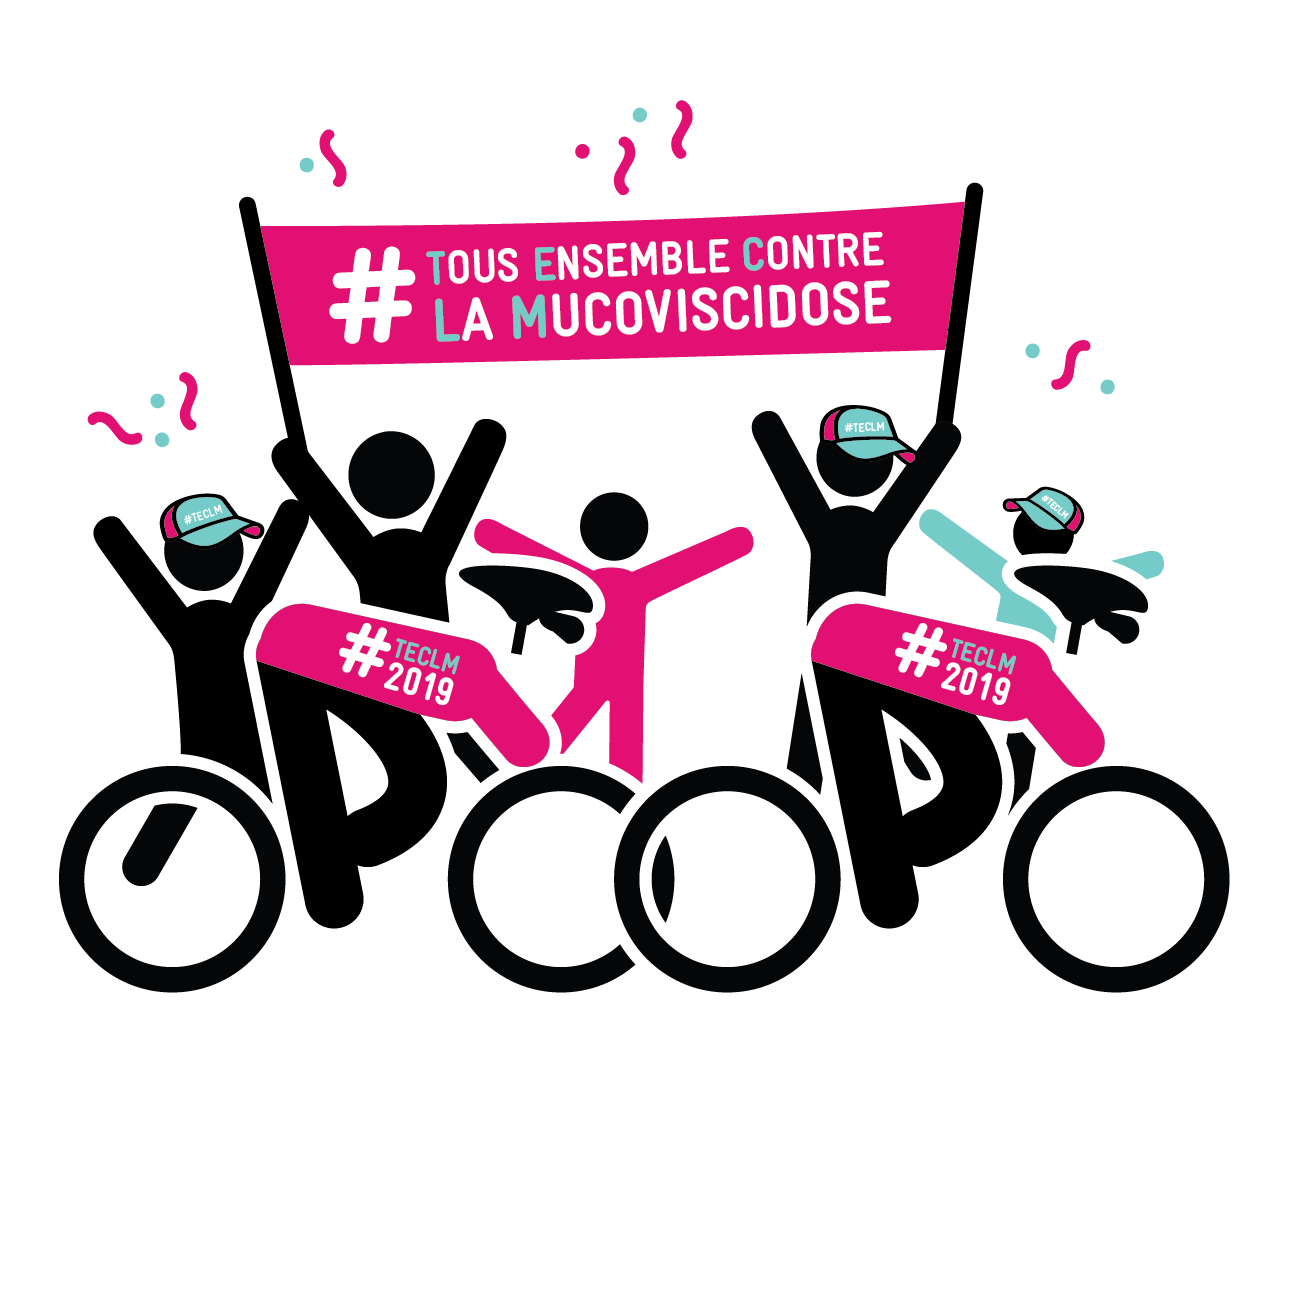 # TOUS ENSEMBLE CONTRE
LA MUCOVISCIDOSE
#TECLM
#TECLM
#TECLM
#TECLM
2019
#TECLM
2019